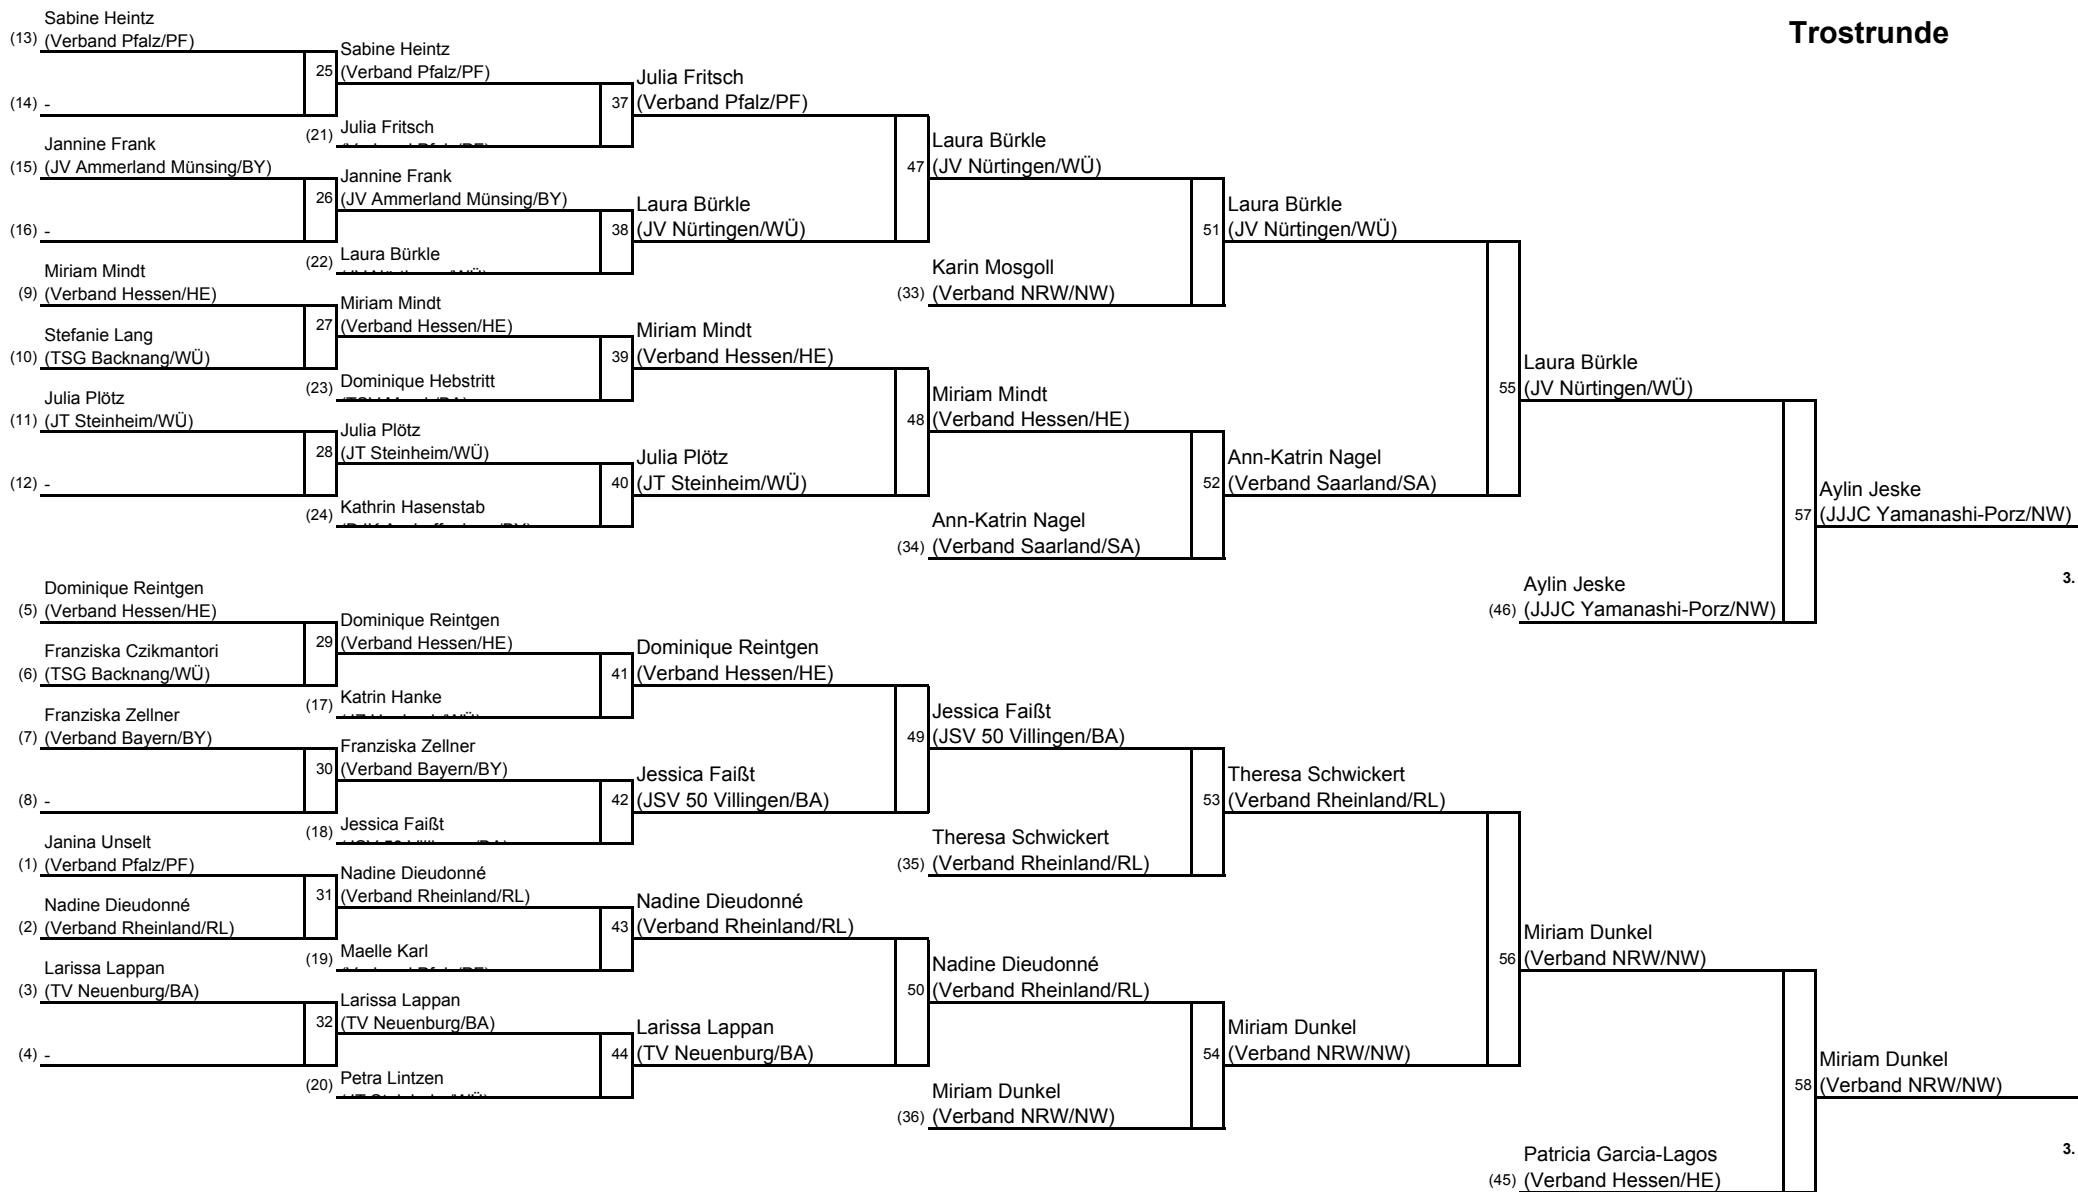 Trostrunde
Sabine Heintz
(13) (Verband Pfalz/PF)
(14) -
Jannine Frank
(15) (JV Ammerland Münsing/BY)
(16) -
Miriam Mindt
(9) (Verband Hessen/HE)
Stefanie Lang
(10) (TSG Backnang/WÜ)
Julia Plötz
(11) (JT Steinheim/WÜ)
(12) -
Dominique Reintgen
(5) (Verband Hessen/HE)
Franziska Czikmantori
(6) (TSG Backnang/WÜ)
Franziska Zellner
(7) (Verband Bayern/BY)
(8) -
Janina Unselt
(1) (Verband Pfalz/PF)
Nadine Dieudonné
(2) (Verband Rheinland/RL)
Larissa Lappan
(3) (TV Neuenburg/BA)
(4) -
Sabine Heintz
25 (Verband Pfalz/PF)
(21) Julia Fritsch
Jannine Frank
26 (JV Ammerland Münsing/BY)
(22) Laura Bürkle
Miriam Mindt
27 (Verband Hessen/HE)
(23) Dominique Hebstritt
Julia Plötz
28 (JT Steinheim/WÜ)
(24) Kathrin Hasenstab
Dominique Reintgen
29 (Verband Hessen/HE)
(17) Katrin Hanke
Franziska Zellner
30 (Verband Bayern/BY)
(18) Jessica Faißt
Nadine Dieudonné
31 (Verband Rheinland/RL)
(19) Maelle Karl
Larissa Lappan
32 (TV Neuenburg/BA)
(20) Petra Lintzen
Julia Fritsch
37 (Verband Pfalz/PF)
Laura Bürkle
38 (JV Nürtingen/WÜ)
Miriam Mindt
39 (Verband Hessen/HE)
Julia Plötz
40 (JT Steinheim/WÜ)
Dominique Reintgen
41 (Verband Hessen/HE)
Jessica Faißt
42 (JSV 50 Villingen/BA)
Nadine Dieudonné
43 (Verband Rheinland/RL)
Larissa Lappan
44 (TV Neuenburg/BA)
Laura Bürkle
47 (JV Nürtingen/WÜ)
Karin Mosgoll
(33) (Verband NRW/NW)
Miriam Mindt
48 (Verband Hessen/HE)
Ann-Katrin Nagel
(34) (Verband Saarland/SA)
Jessica Faißt
49 (JSV 50 Villingen/BA)
Theresa Schwickert
(35) (Verband Rheinland/RL)
Nadine Dieudonné
50 (Verband Rheinland/RL)
Miriam Dunkel
(36) (Verband NRW/NW)
Laura Bürkle
51 (JV Nürtingen/WÜ)
Ann-Katrin Nagel
52 (Verband Saarland/SA)
Theresa Schwickert
53 (Verband Rheinland/RL)
Miriam Dunkel
54 (Verband NRW/NW)
Laura Bürkle
55 (JV Nürtingen/WÜ)
Aylin Jeske
(46) (JJJC Yamanashi-Porz/NW)
Miriam Dunkel
56 (Verband NRW/NW)
Patricia Garcia-Lagos
(45) (Verband Hessen/HE)
Aylin Jeske
57 (JJJC Yamanashi-Porz/NW)
3.
Miriam Dunkel
58 (Verband NRW/NW)
3.